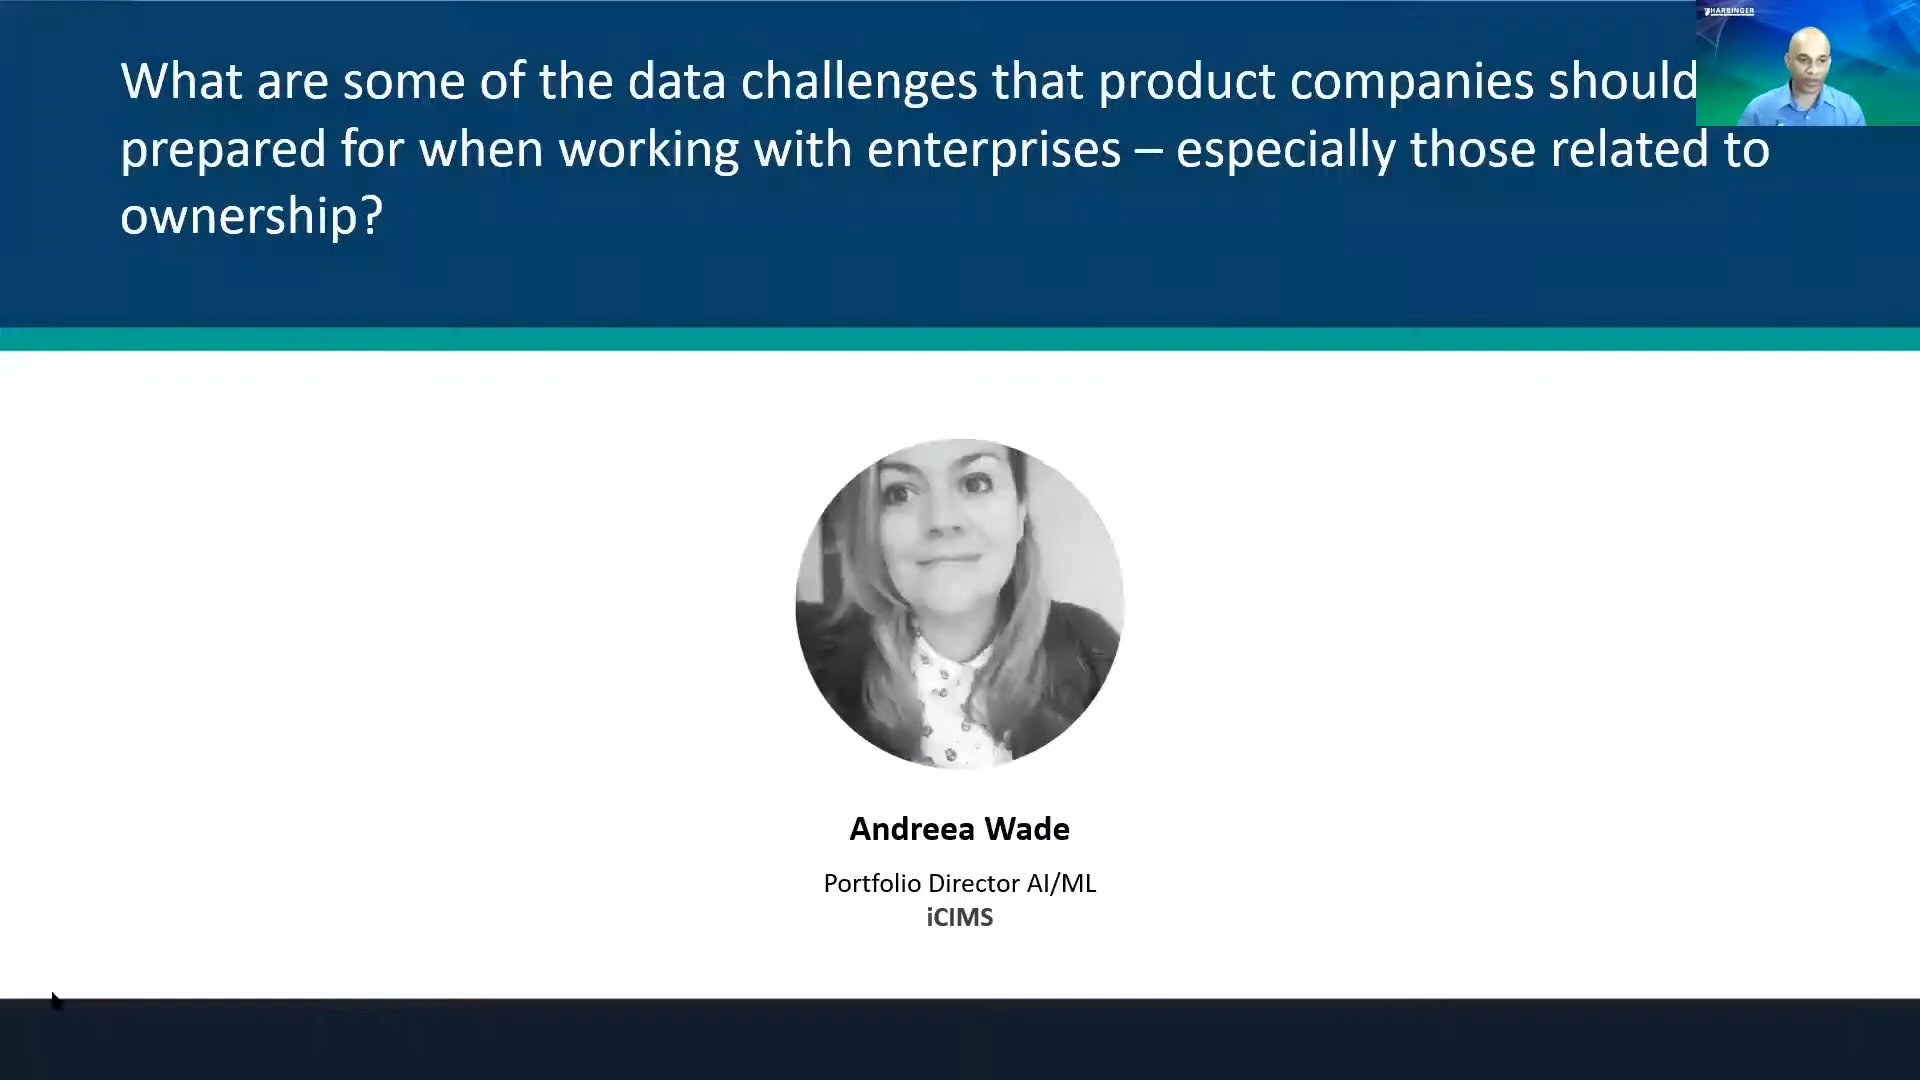 What are some of the data challenges that product companies should
prepared for when working with enterprises – especially those related to
ownership?
HARBINGER
Andreea Wade
Portfolio Director AI/ML
iCIMS